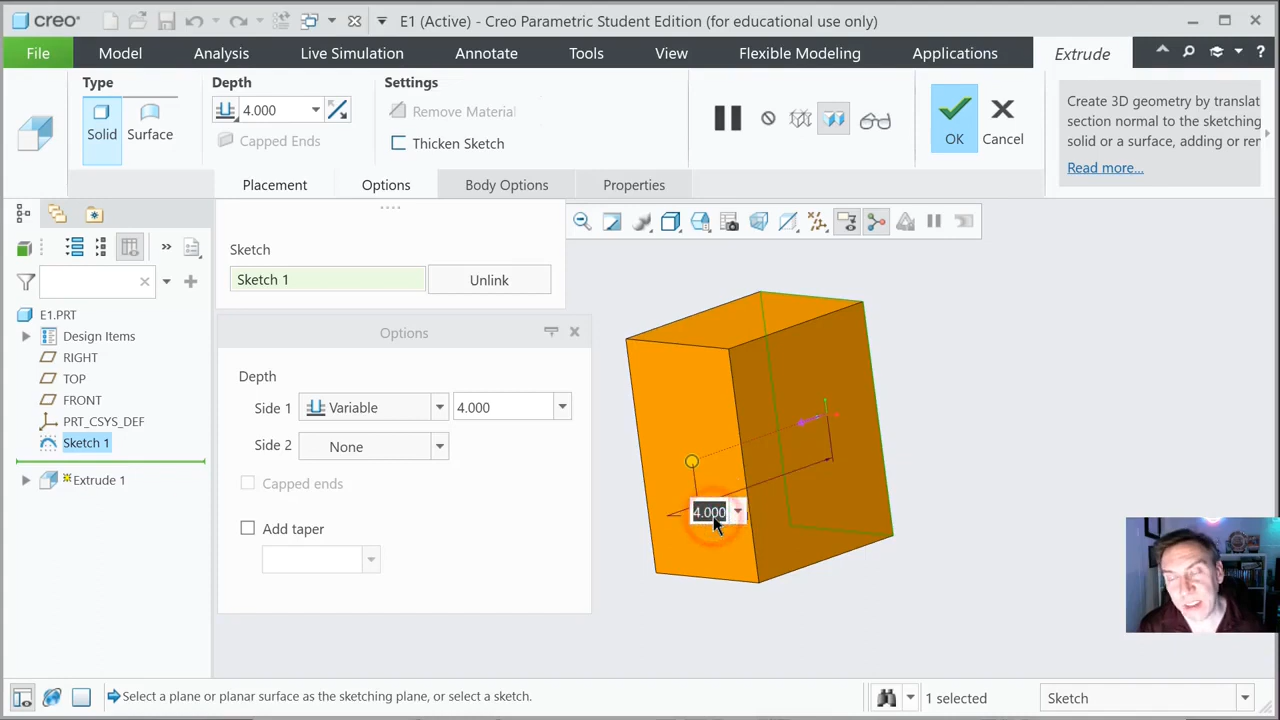 creo® E1 (Active) - Creo Parametric Student Edition (for educational use only)
File Model Analysis Live Simulation Annotate Tools View Flexible Modeling Applications Extrude ?
Type Depth Settings
Solid Surface
4.000
Capped Ends
Remove Material
Thicken Sketch
OK Cancel
Create 3D geometry by translat
section normal to the sketching
solid or a surface, adding or rer
Read more...
Placement Options Body Options Properties
Sketch
Sketch 1 Unlink
E1.PRT
Design Items
RIGHT
TOP
FRONT
PRT_CSYS_DEF
Sketch 1
Extrude 1
Options
Depth
Side 1 Variable 4.000
Side 2 None
Capped ends
Add taper
4.000
Select a plane or planar surface as the sketching plane, or select a sketch.
1 selected
Sketch